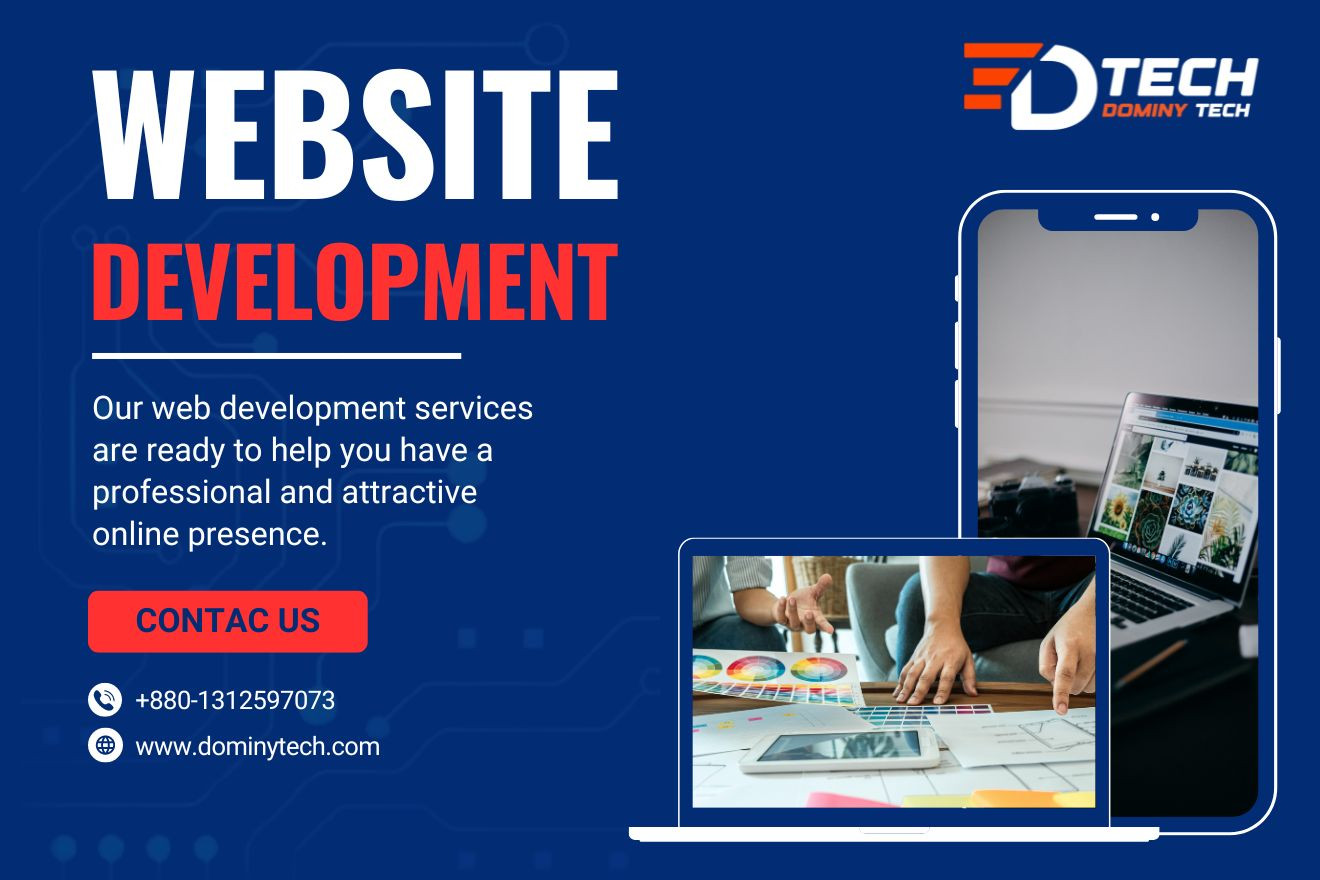 WEBSITE
DEVELOPMENT
Our web development services
are ready to help you have a
professional and attractive
online presence.
CONTAC US
+880-1312597073
www.dominytech.com
TECH
DOMINY TECH